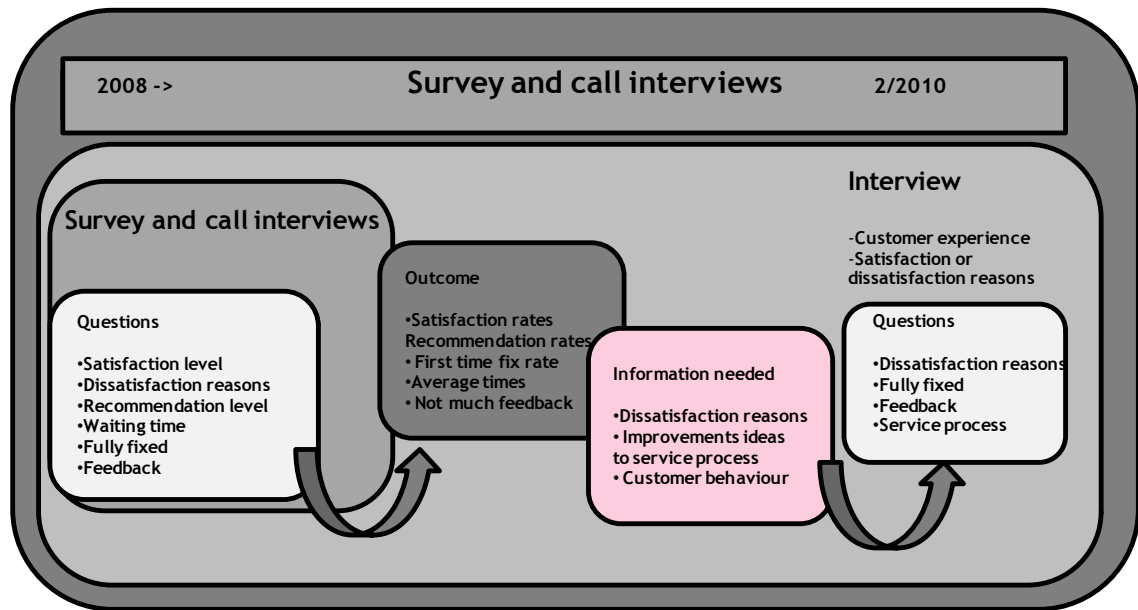 2008 -> Survey and call interviews 2/2010
Survey and call interviews
Questions
•Satisfaction level
•Dissatisfaction reasons
•Recommendation level
•Waiting time
•Fully fixed
•Feedback
Outcome
•Satisfaction rates
Recommendation rates
• First time fix rate
•Average times
• Not much feedback
Information needed
•Dissatisfaction reasons
• Improvements ideas
to service process
• Customer behaviour
Interview
-Customer experience
-Satisfaction or
dissatisfaction reasons
Questions
•Dissatisfaction reasons
•Fully fixed
•Feedback
•Service process